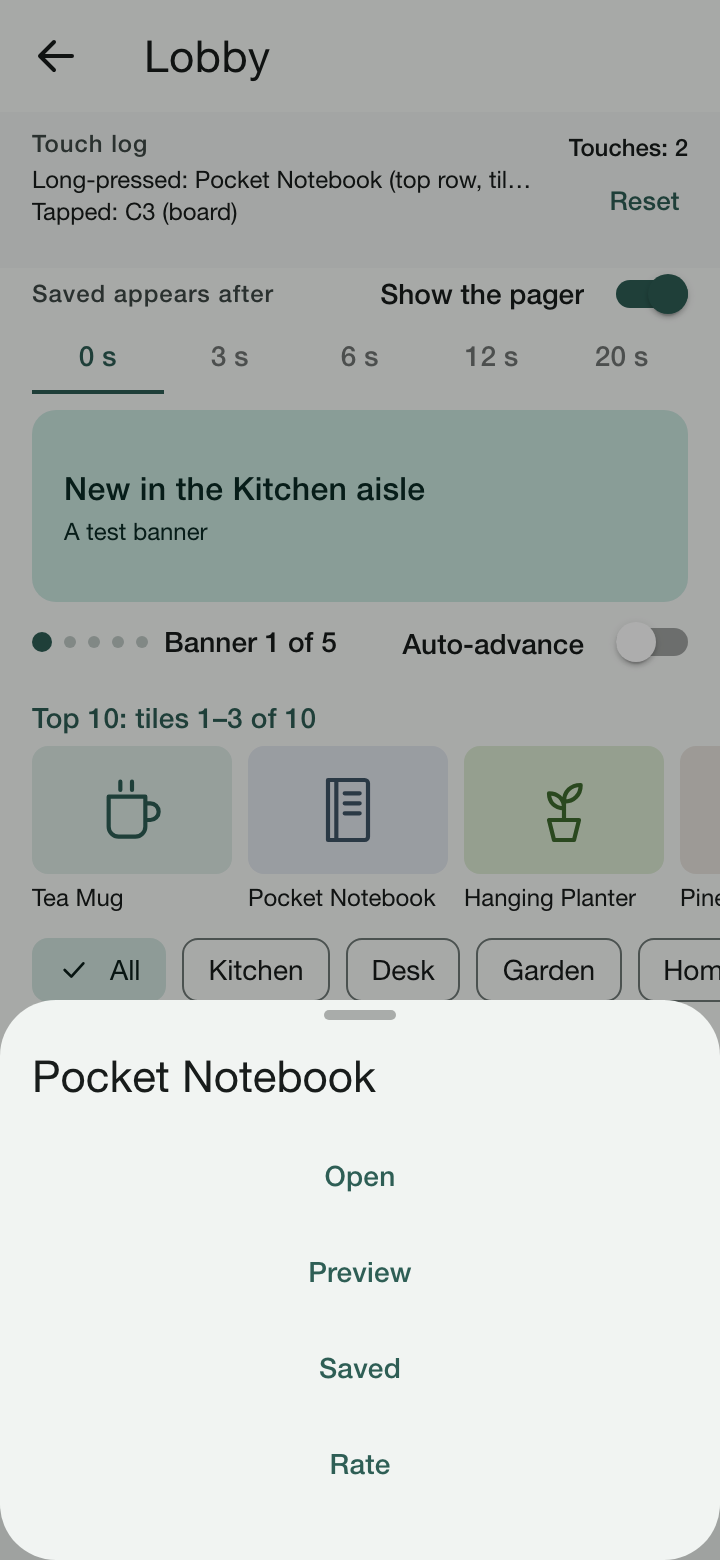 Lobby
Touch log
Touches: 2
Long-pressed: Pocket Notebook (top row, til…
Tapped: C3 (board)
Reset
Saved appears after
Show the pager
0 s
3 s
6 s
12 s
20 s
New in the Kitchen aisle
A test banner
Banner 1 of 5
Auto-advance
Top 10: tiles 1–3 of 10
Tea Mug
Pocket Notebook
Hanging Planter
Pine
All
Kitchen
Desk
Garden
Hom
Pocket Notebook
Open
Preview
Saved
Rate